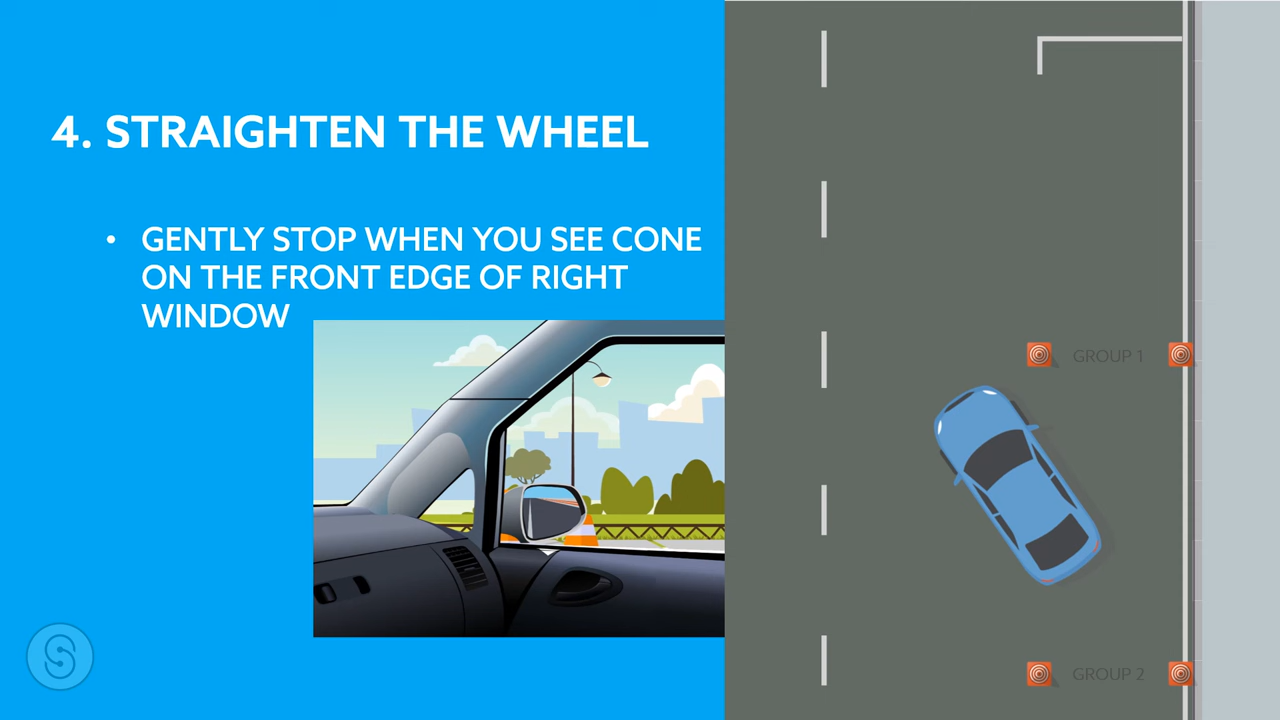 4. STRAIGHTEN THE WHEEL
• GENTLY STOP WHEN YOU SEE CONE
ON THE FRONT EDGE OF RIGHT
WINDOW
GROUP 1
GROUP 2
S